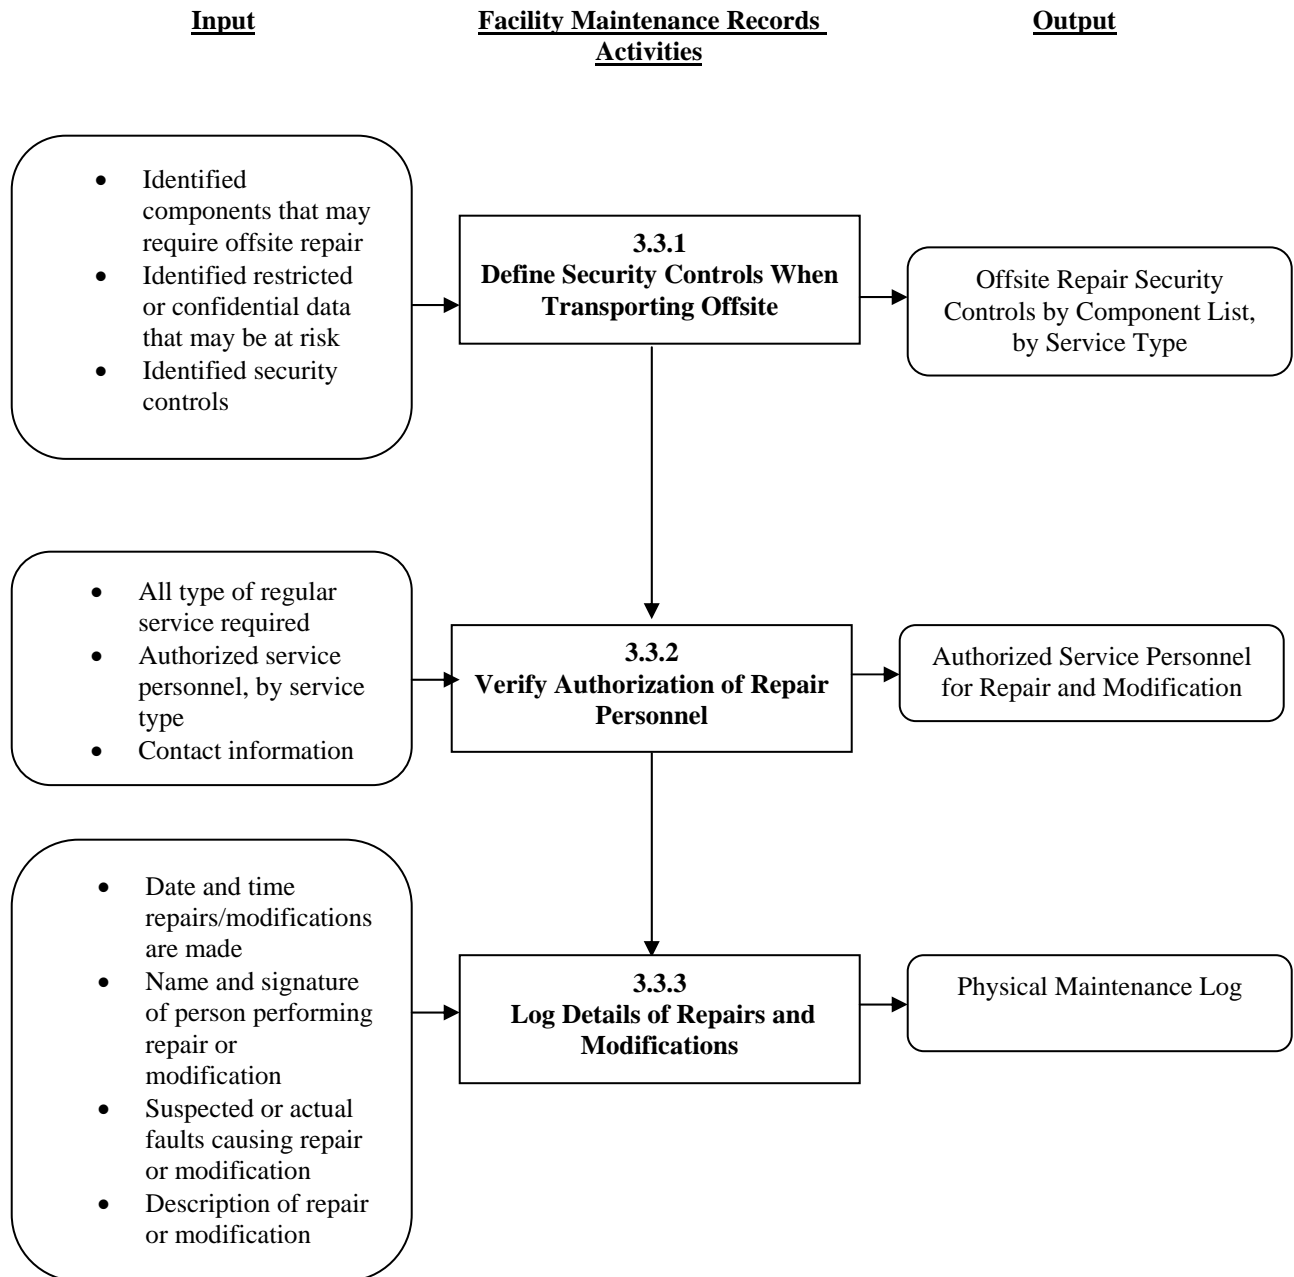 Input
Facility Maintenance Records
Activities
Output
• Identified
components that may
require offsite repair
• Identified restricted
or confidential data
that may be at risk
• Identified security
controls
3.3.1
Define Security Controls When
Transporting Offsite
Offsite Repair Security
Controls by Component List,
by Service Type
• All type of regular
service required
• Authorized service
personnel, by service
type
• Contact information
3.3.2
Verify Authorization of Repair
Personnel
Authorized Service Personnel
for Repair and Modification
• Date and time
repairs/modifications
are made
• Name and signature
of person performing
repair or
modification
• Suspected or actual
faults causing repair
or modification
• Description of repair
or modification
3.3.3
Log Details of Repairs and
Modifications
Physical Maintenance Log